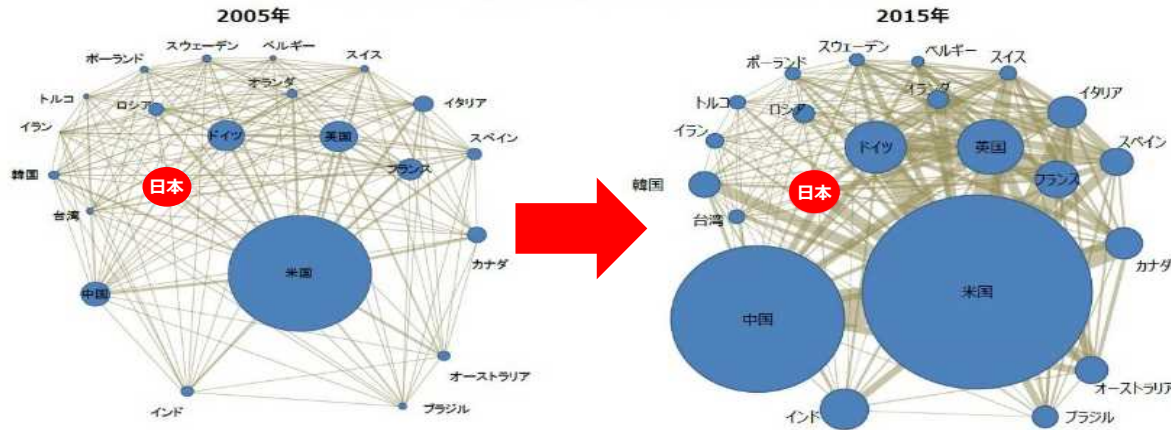 2005年
2015年
スウェーデン
ベルギー
スイス
ポーランド
オランダ
トルコ
ロシア
イタリア
イラン
ドイツ
英国
スペイン
韓国
日本
フランス
台湾
カナダ
米国
中国
オーストラリア
インド
ブラジル
スウェーデン
ベルギー
スイス
ポーランド
トルコ
ロシア
イタリア
イラン
ドイツ
英国
スペイン
韓国
日本
フランス
台湾
カナダ
米国
中国
オーストラリア
インド
ブラジル